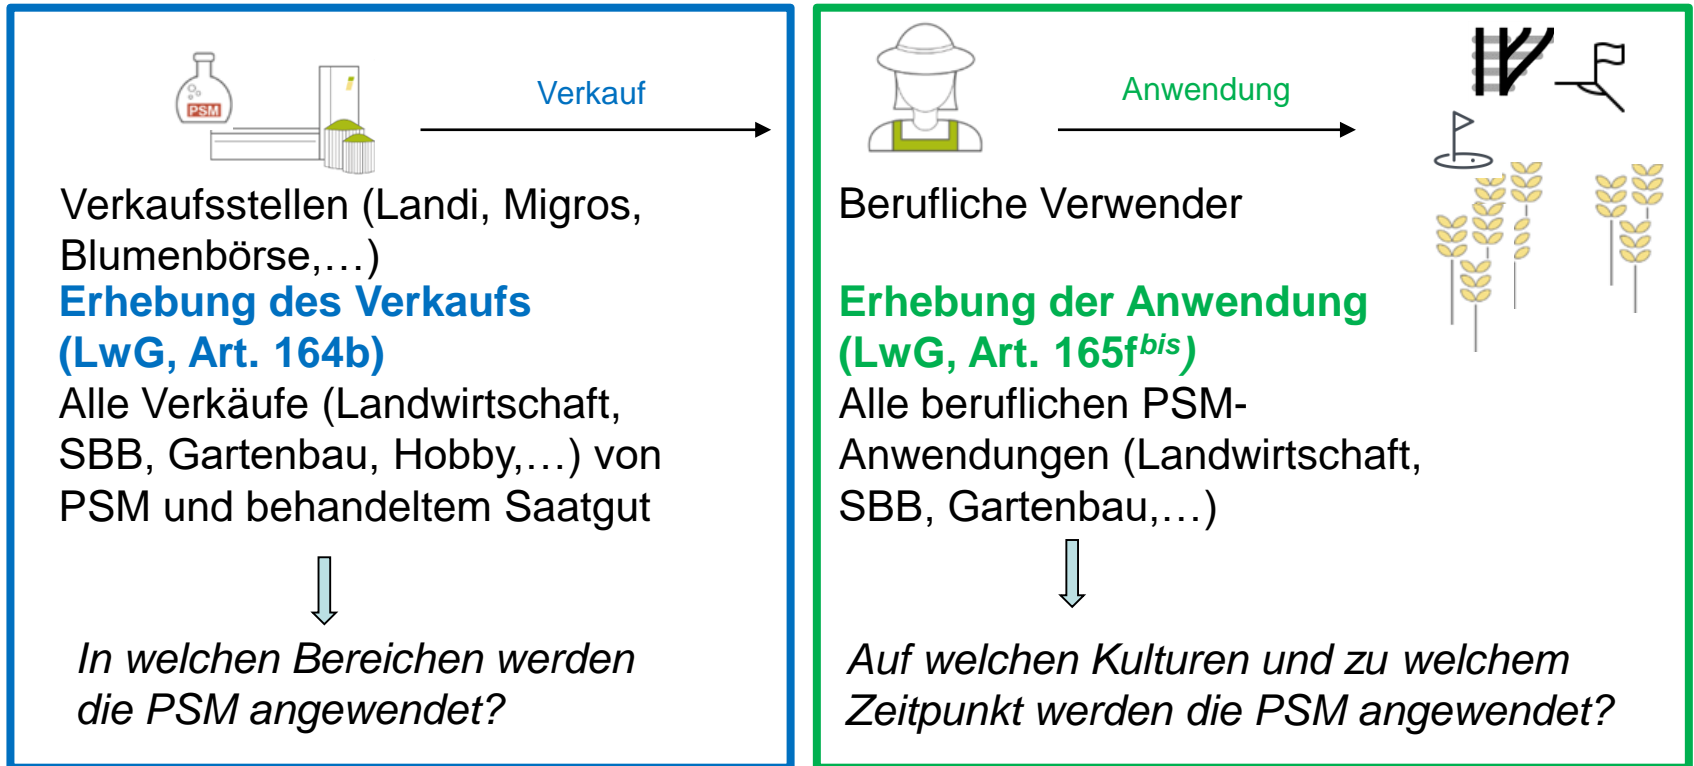 PSM
Verkauf
Verkaufsstellen (Landi, Migros,
Blumenbörse,…)
Erhebung des Verkaufs
(LwG, Art. 164b)
Alle Verkäufe (Landwirtschaft,
SBB, Gartenbau, Hobby,…) von
PSM und behandeltem Saatgut
In welchen Bereichen werden
die PSM angewendet?
Anwendung
Berufliche Verwender
Erhebung der Anwendung
(LwG, Art. 165fbis)
Alle beruflichen PSM-
Anwendungen (Landwirtschaft,
SBB, Gartenbau,…)
Auf welchen Kulturen und zu welchem
Zeitpunkt werden die PSM angewendet?